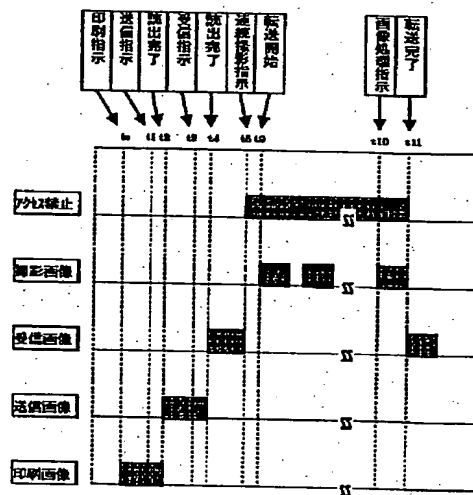 印刷指示
送信指示
読出完了
受信指示
読出完了
連続撮影指示
転送開始
画像処理指示
転送完了
t0
t1
t2
t3
t4
t5
t9
t10
t11
アクセス禁止
撮影画像
受信画像
送信画像
印刷画像